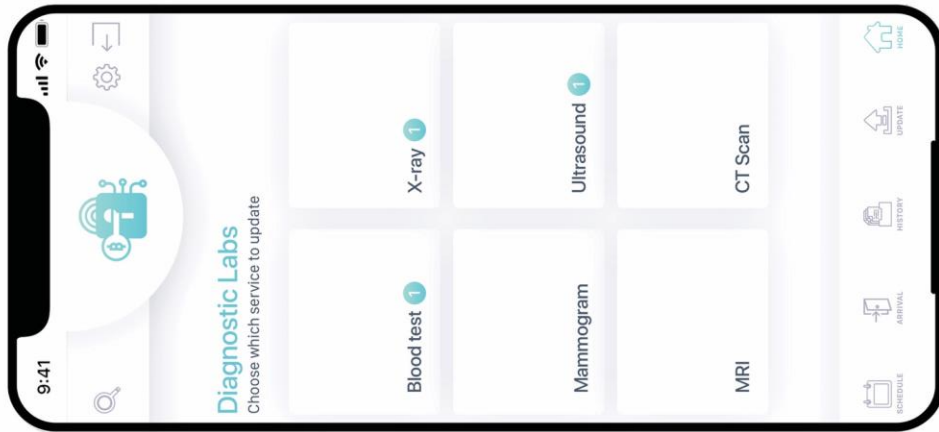 9:41
Diagnostic Labs
Choose which service to update
Blood test 1
X-ray 1
Mammogram
Ultrasound 1
MRI
CT Scan
SCHEDULE
ARRIVAL
HISTORY
UPDATE
HOME